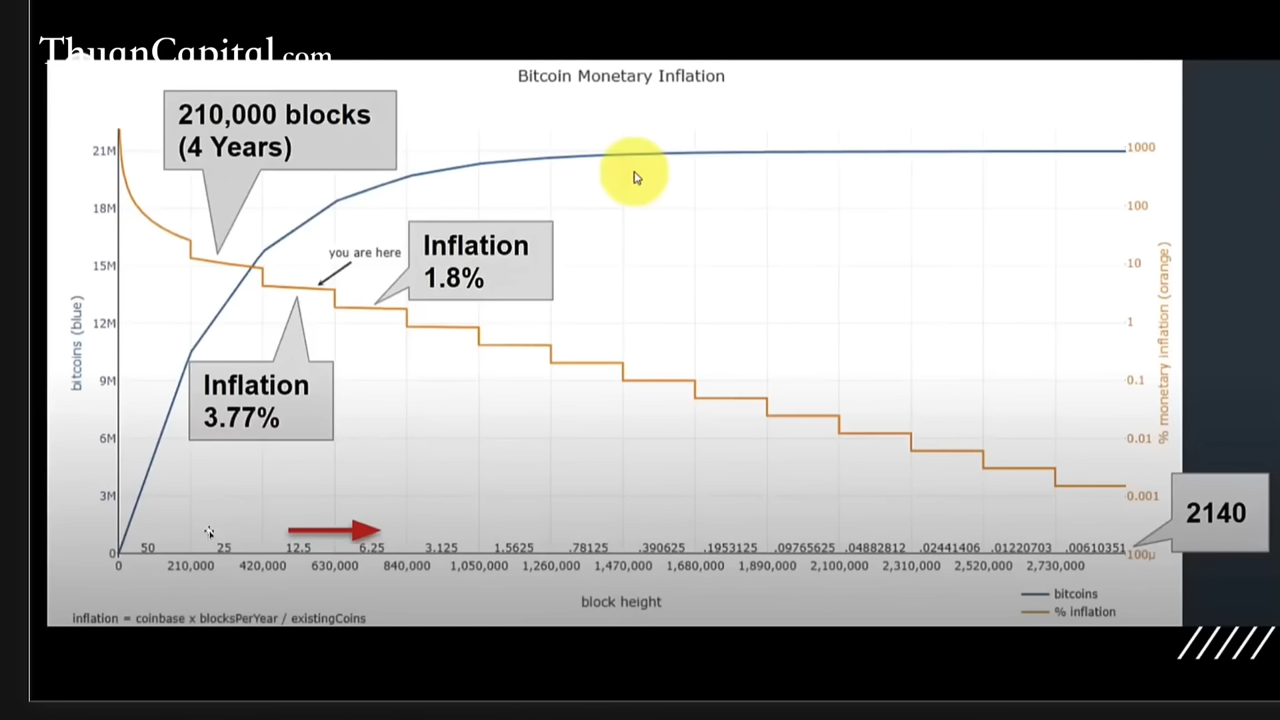 ThuanCapital.com
Bitcoin Monetary Inflation
210,000 blocks
(4 Years)
21M
18M
15M
12M
9M
6M
3M
0
bitcoins (blue)
you are here
Inflation
1.8%
Inflation
3.77%
1000
100
10
1
0.1
0.01
0.001
100µ
% monetary inflation (orange)
2140
50 25 12.5 6.25 3.125 1.5625 .78125 .390625 .1953125 .09765625 .04882812 .02441406 .01220703 .00610351
0 210,000 420,000 630,000 840,000 1,050,000 1,260,000 1,470,000 1,680,000 1,890,000 2,100,000 2,310,000 2,520,000 2,730,000
block height
bitcoins
% inflation
inflation = coinbase x blocksPerYear / existingCoins